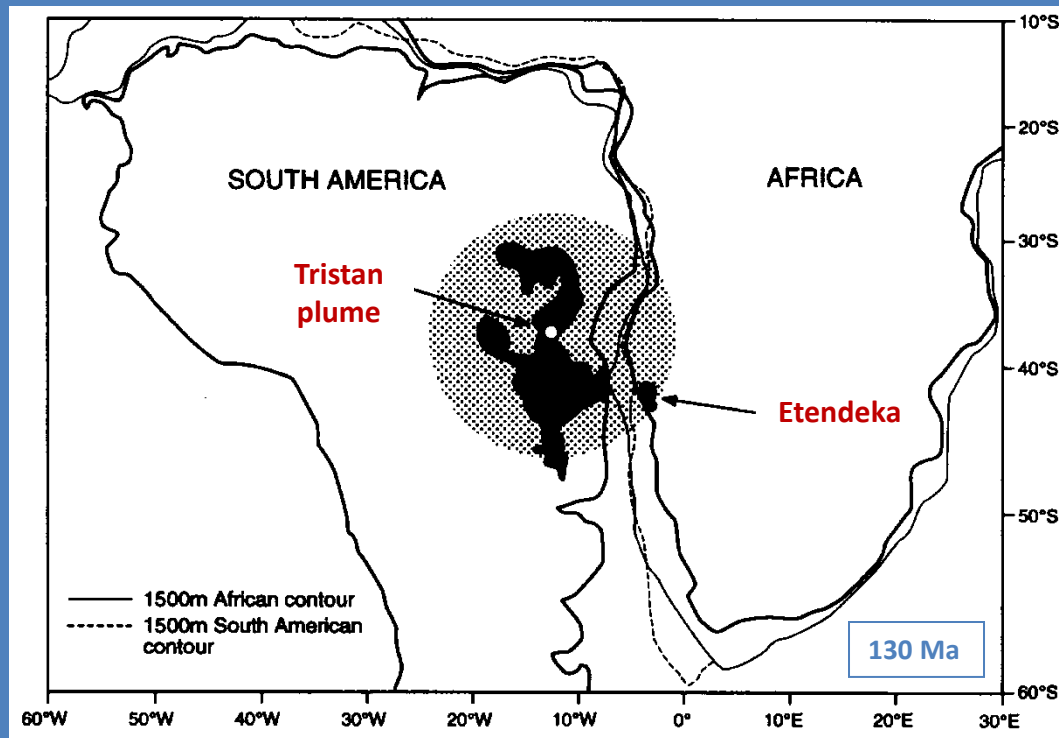 10°S
20°S
SOUTH AMERICA
AFRICA
30°S
Tristan
plume
40°S
Etendeka
50°S
1500m African contour
1500m South American
contour
130 Ma
60°S
60°W 50°W 40°W 30°W 20°W 10°W 0° 10°E 20°E 30°E